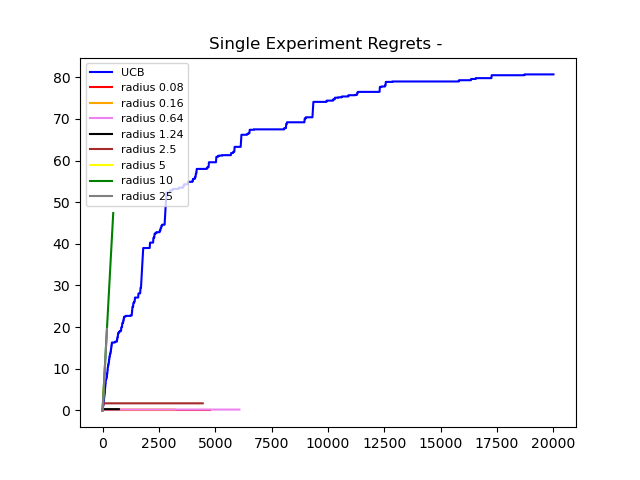 Single Experiment Regrets -
UCB
radius 0.08
radius 0.16
radius 0.64
radius 1.24
radius 2.5
radius 5
radius 10
radius 25
80
70
60
50
40
30
20
10
0
0 2500 5000 7500 10000 12500 15000 17500 20000